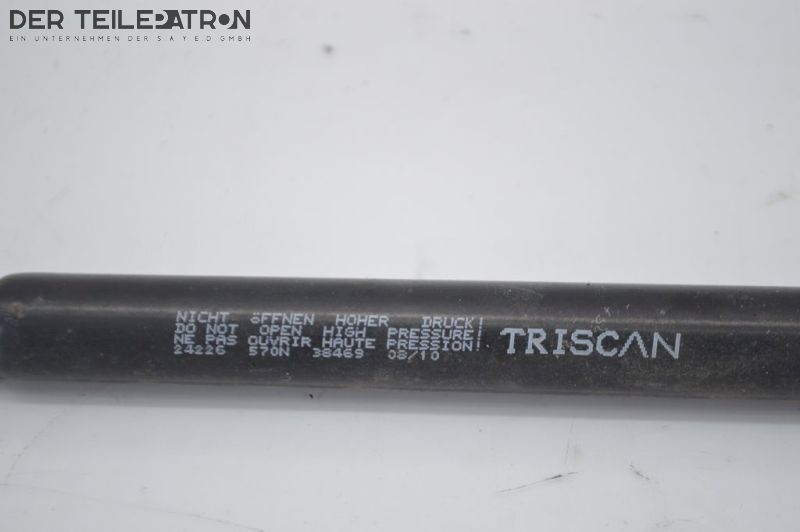 DER TEILEPATRON
EIN UNTERNEHMEN DER S A Y E.D GMBH
NICHT ÖFFNEN HOHER DRUCK!
DO NOT OPEN HIGH PRESSURE!
NE PAS OUVRIR HAUTE PRESSION!
24226 570N 38469 08/10
TRISCAN